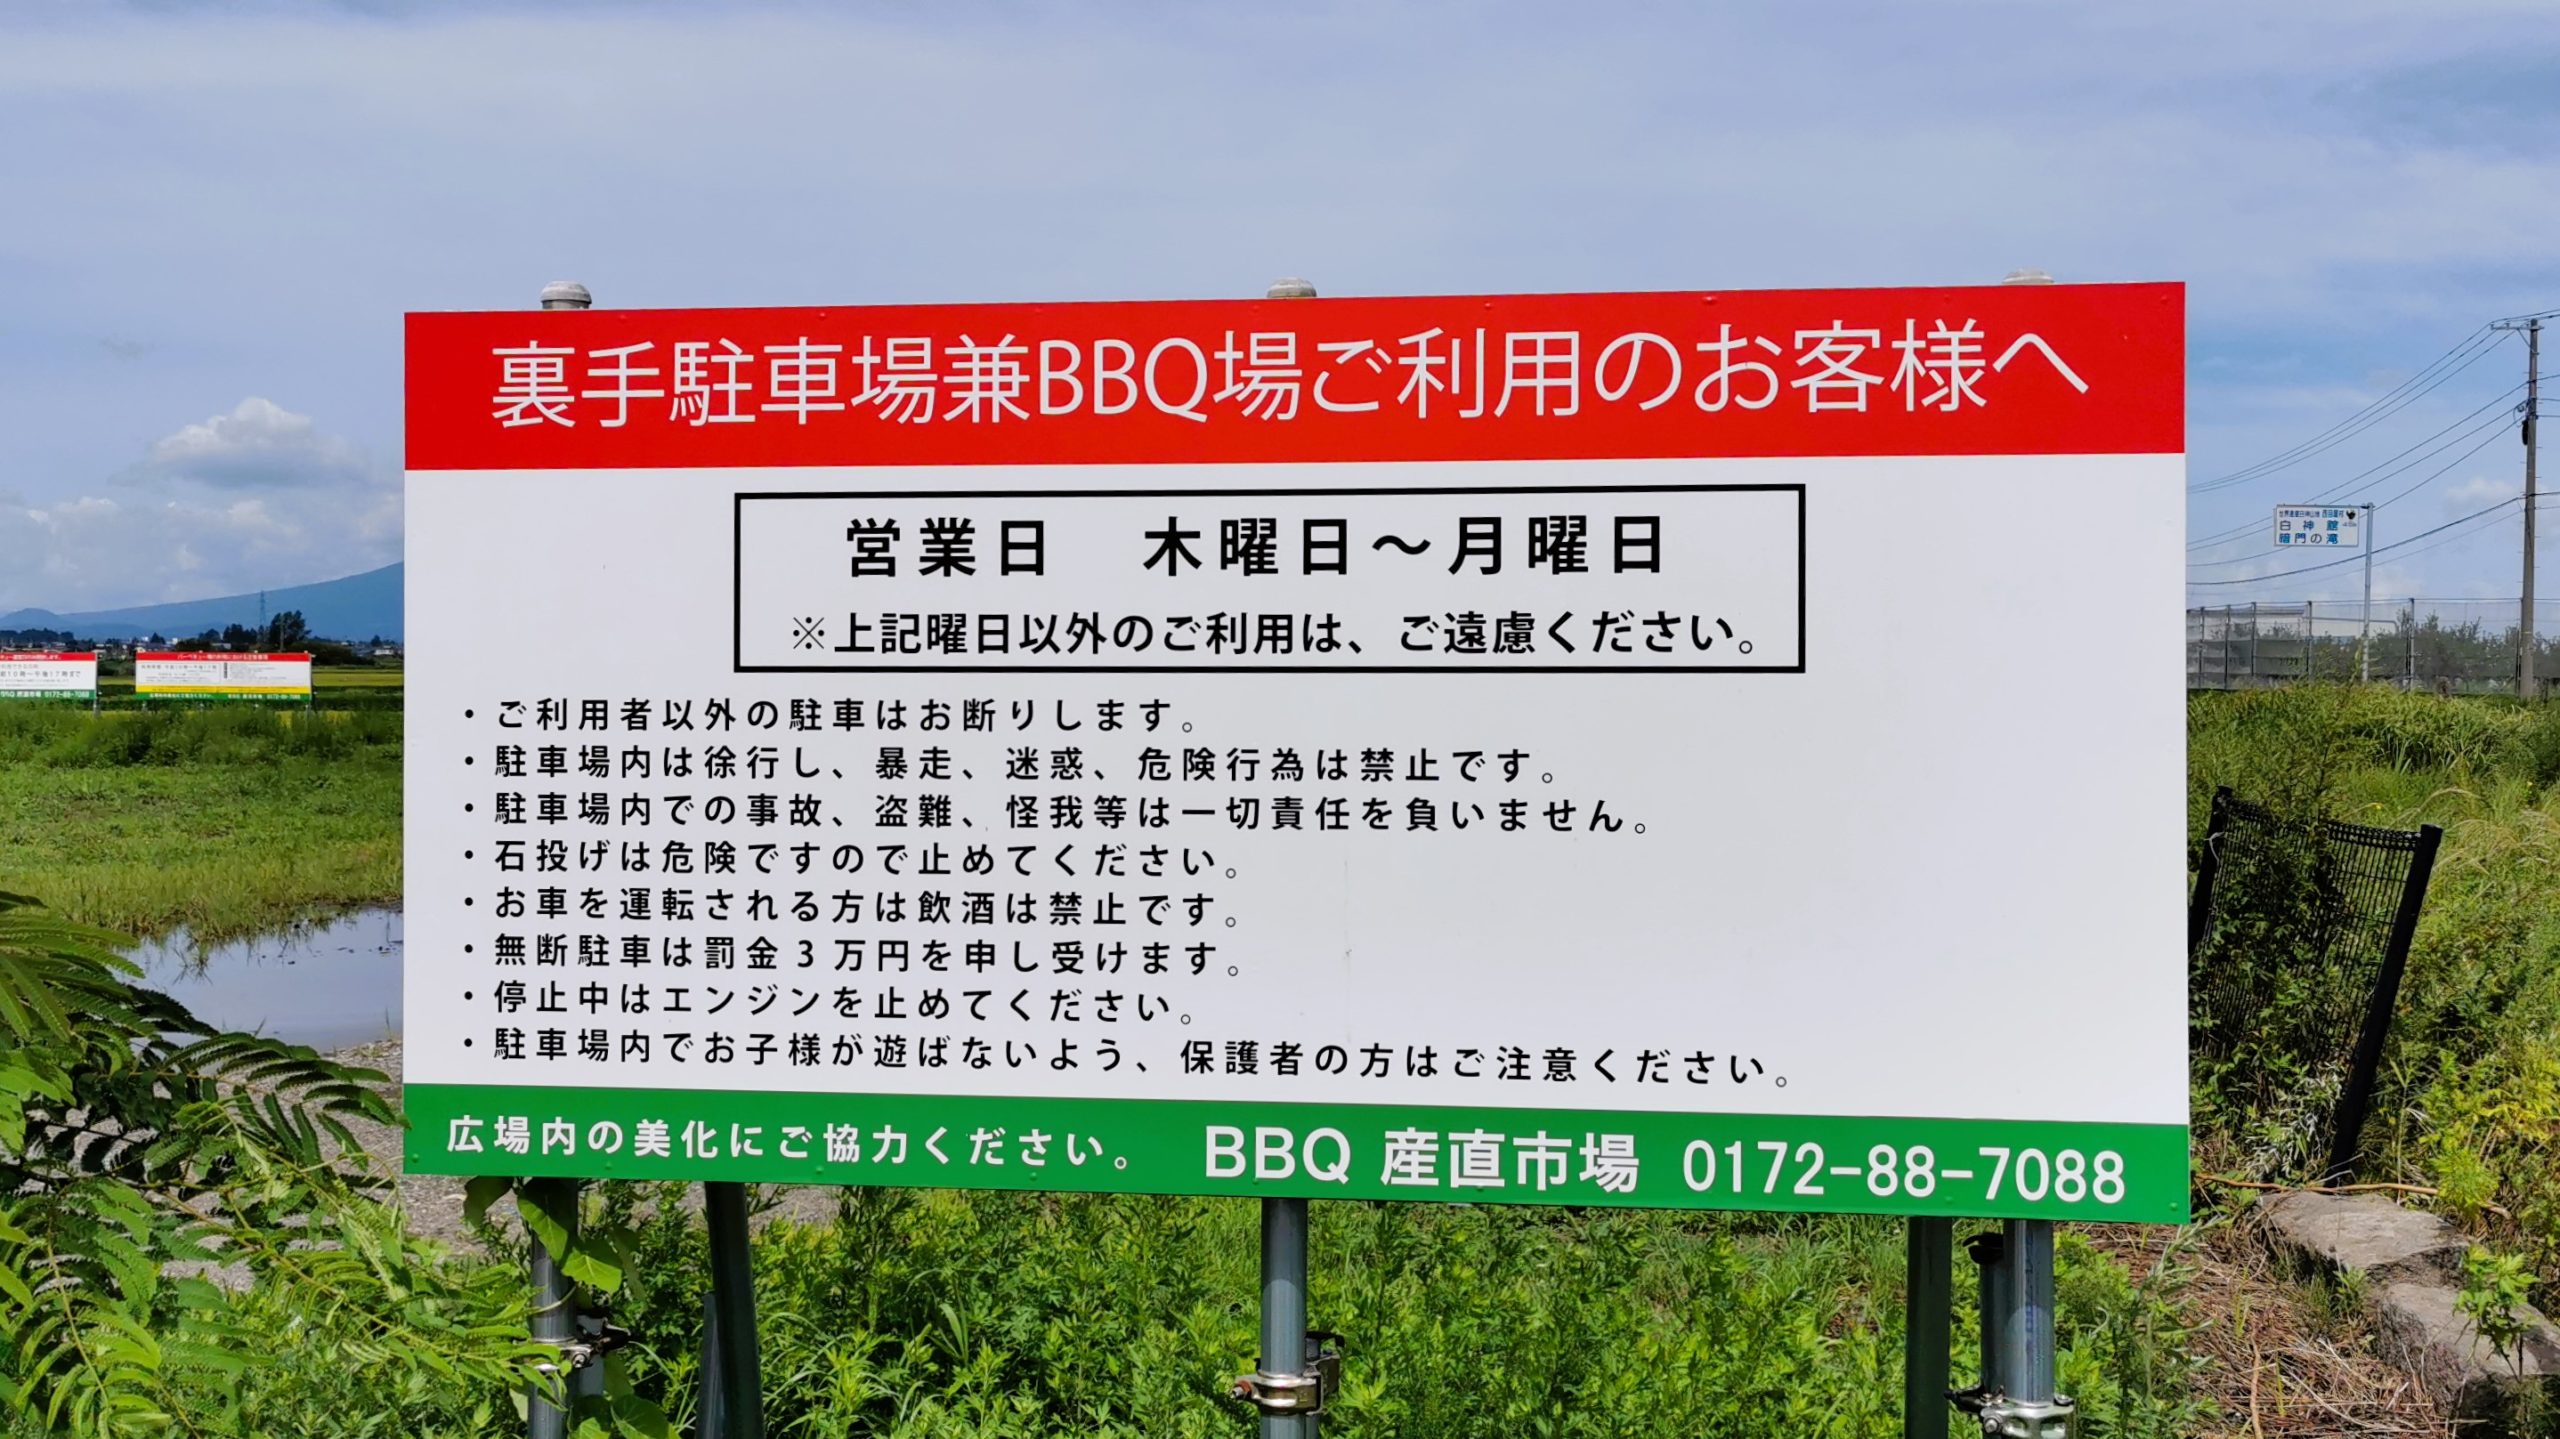 裏手駐車場兼BBQ場ご利用のお客様へ
営業日　木曜日～月曜日
※上記曜日以外のご利用は、ご遠慮ください。
・ご利用者以外の駐車はお断りします。
・駐車場内は徐行し、暴走、迷惑、危険行為は禁止です。
・駐車場内での事故、盗難、怪我等は一切責任を負いません。
・石投げは危険ですので止めてください。
・お車を運転される方は飲酒は禁止です。
・無断駐車は罰金3万円を申し受けます。
・停止中はエンジンを止めてください。
・駐車場内でお子様が遊ばないよう、保護者の方はご注意ください。
広場内の美化にご協力ください。 BBQ 産直市場 0172-88-7088
白神館
暗門の滝
産直市場 0172-88-7088